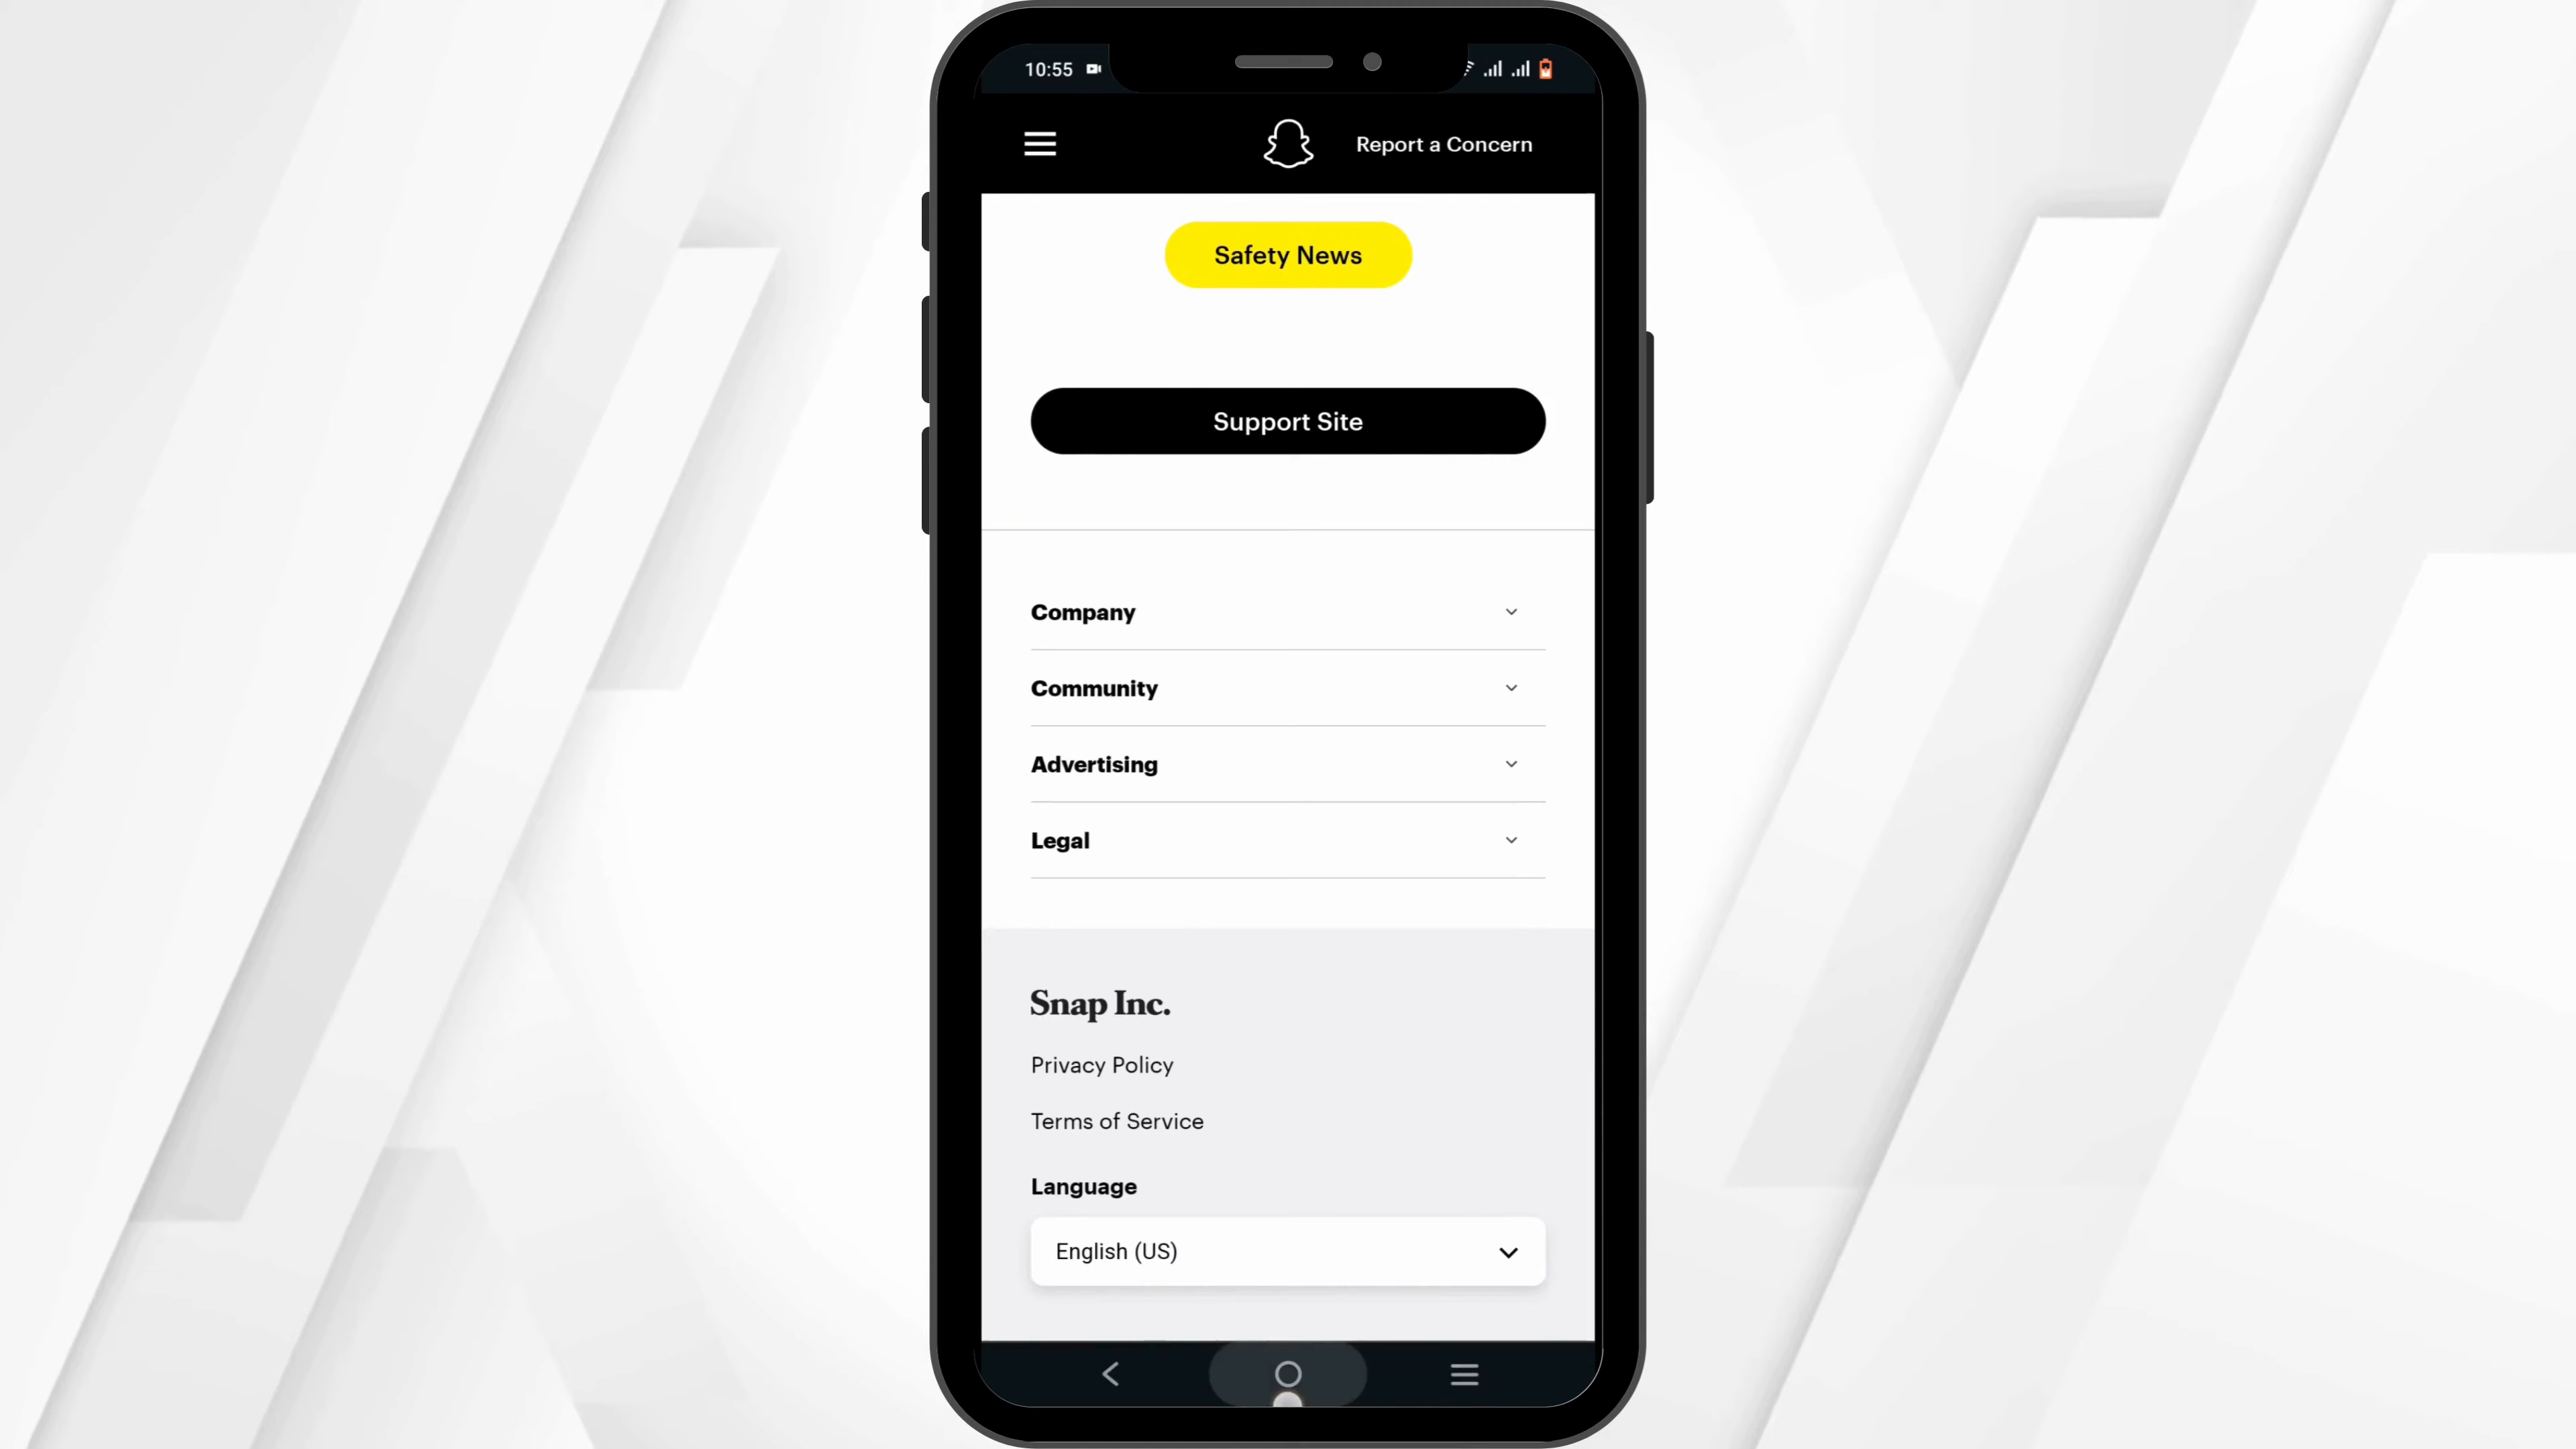 10:55
Report a Concern
Safety News
Support Site
Company
Community
Advertising
Legal
Snap Inc.
Privacy Policy
Terms of Service
Language
English (US)